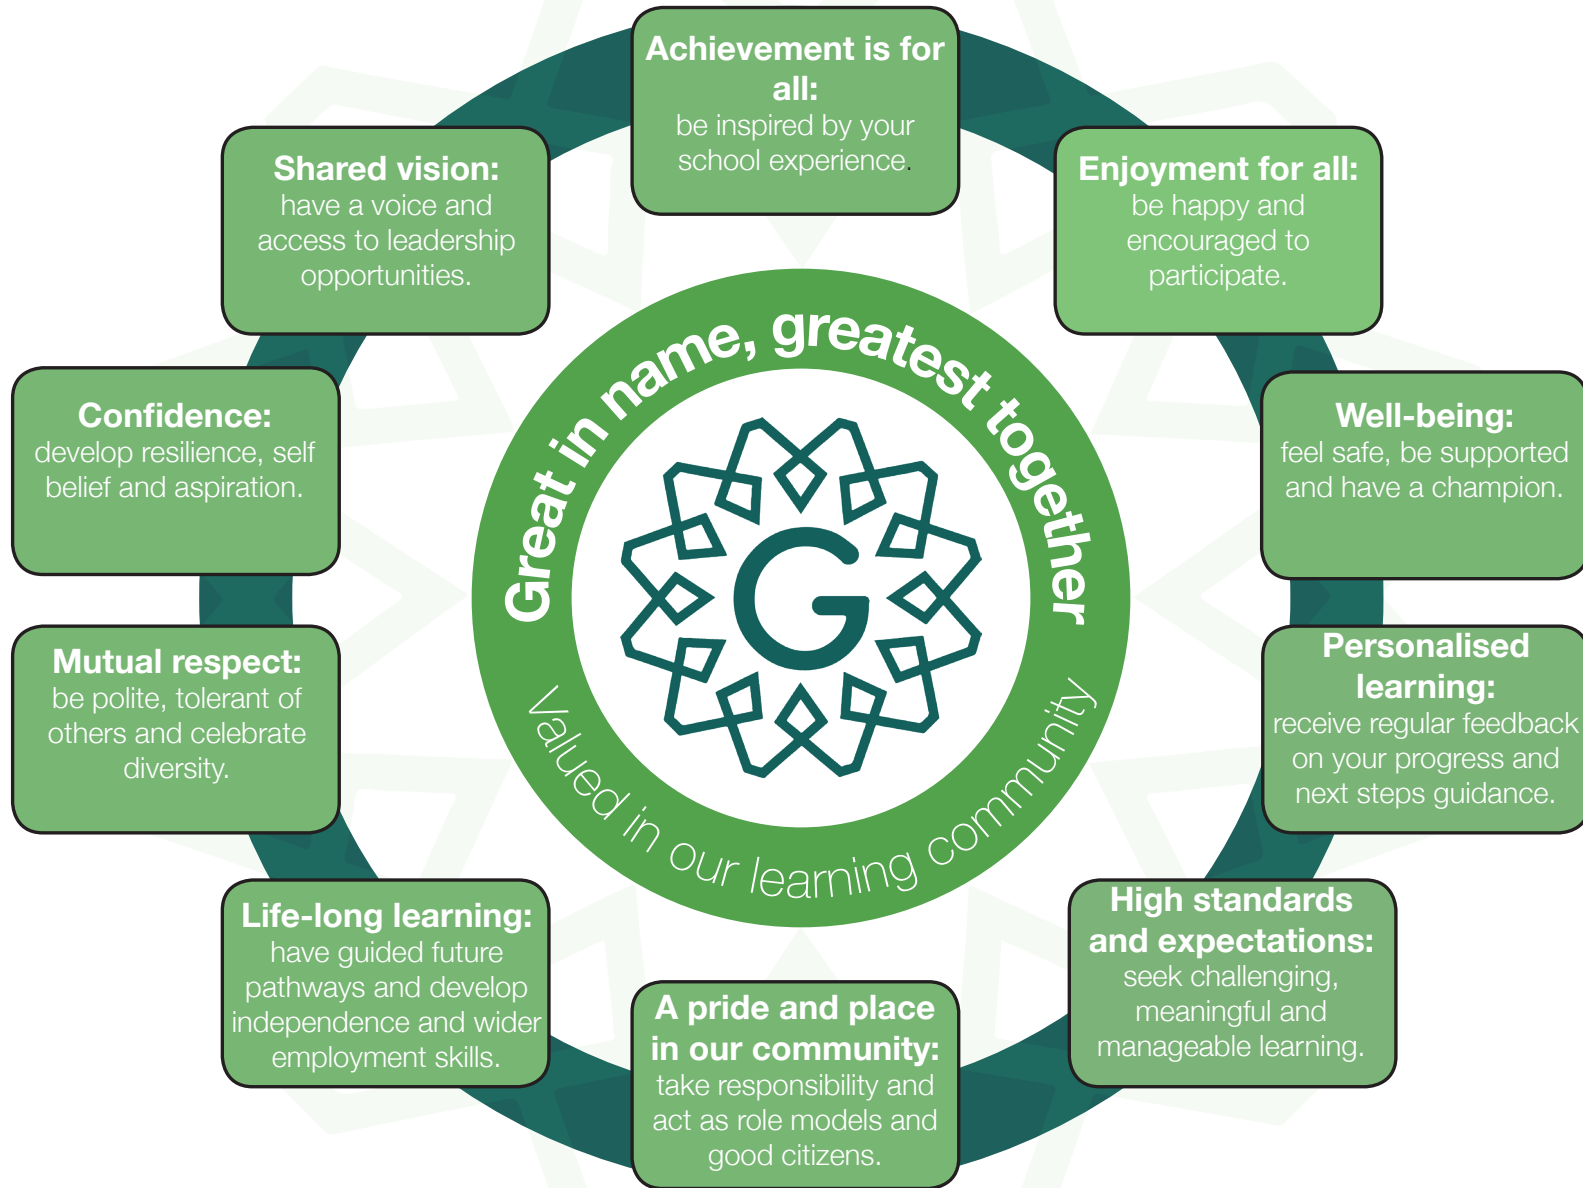 Achievement is for
all:
be inspired by your
school experience.
Enjoyment for all:
be happy and
encouraged to
participate.
Well-being:
feel safe, be supported
and have a champion.
Personalised
learning:
receive regular feedback
on your progress and
next steps guidance.
High standards
and expectations:
seek challenging,
meaningful and
manageable learning.
A pride and place
in our community:
take responsibility and
act as role models and
good citizens.
Life-long learning:
have guided future
pathways and develop
independence and wider
employment skills.
Mutual respect:
be polite, tolerant of
others and celebrate
diversity.
Confidence:
develop resilience, self
belief and aspiration.
Shared vision:
have a voice and
access to leadership
opportunities.
Great in name, greatest together
G
Valued in our learning community